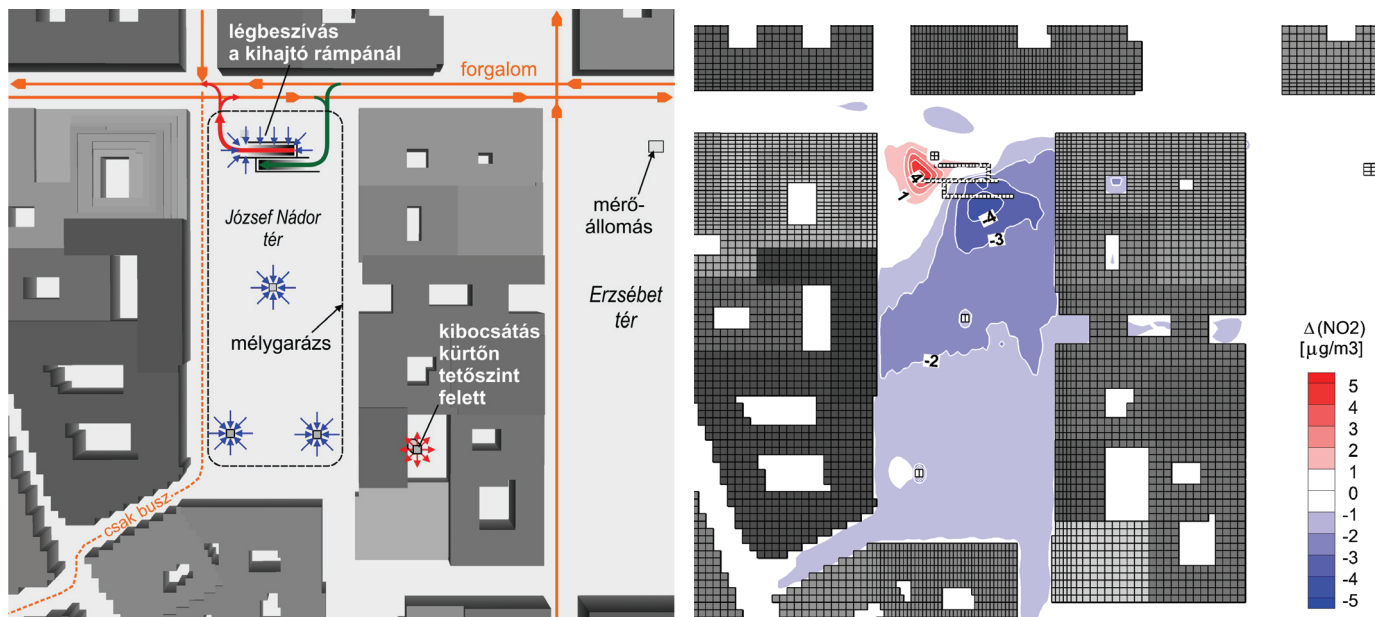 légbeszívás
a kihajtó rámpánál
forgalom
mérő-
állomás
József Nádor
tér
Erzsébet
tér
mélygarázs
kibocsátás
kürtőn
tetőszint
felett
csak busz
4
1
-4
-3
-2
Δ(NO2)
[µg/m3]
5
4
3
2
1
0
-1
-2
-3
-4
-5